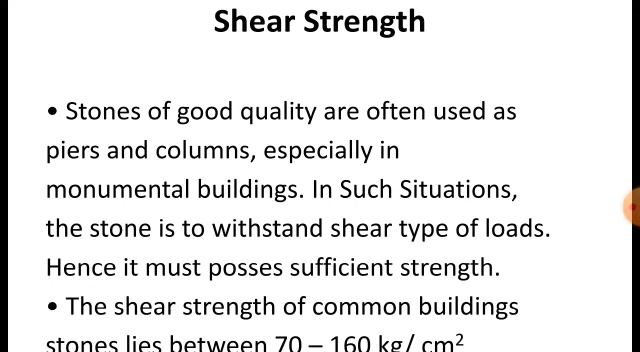 Shear Strength
• Stones of good quality are often used as
piers and columns, especially in
monumental buildings. In Such Situations,
the stone is to withstand shear type of loads.
Hence it must posses sufficient strength.
• The shear strength of common buildings
stones lies between 70 – 160 kg/ cm²